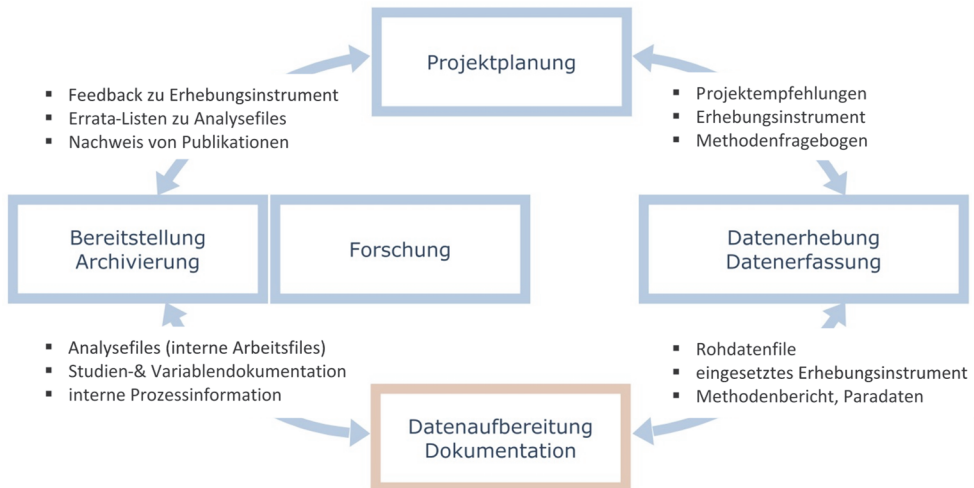 Projektplanung
▪ Feedback zu Erhebungsinstrument
▪ Errata-Listen zu Analysefiles
▪ Nachweis von Publikationen
▪ Projektempfehlungen
▪ Erhebungsinstrument
▪ Methodenfragebogen
Bereitstellung
Archivierung
Forschung
Datenerhebung
Datenerfassung
▪ Analysefiles (interne Arbeitsfiles)
▪ Studien-& Variablendokumentation
▪ interne Prozessinformation
▪ Rohdatenfile
▪ eingesetztes Erhebungsinstrument
▪ Methodenbericht, Paradaten
Datenaufbereitung
Dokumentation